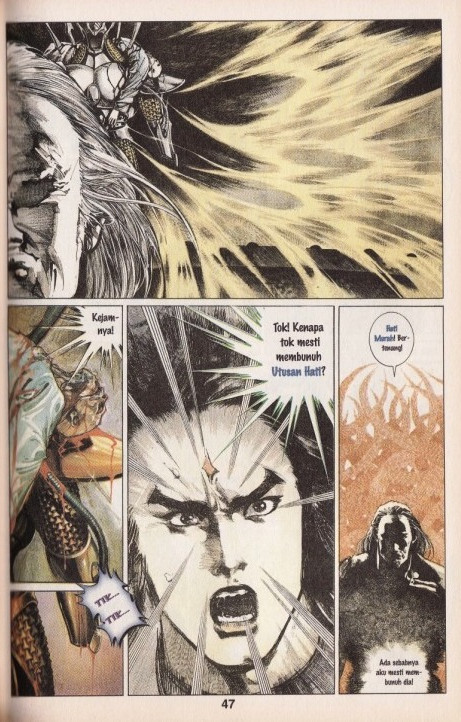 Kejam-
nya!
TIK...
TIK...
Tok! Kenapa
tok mesti
membunuh
Utusan Hati?
Hati
Murah! Ber-
tenang!
Ada sebabnya
aku mesti mem-
bunuh dia!
47